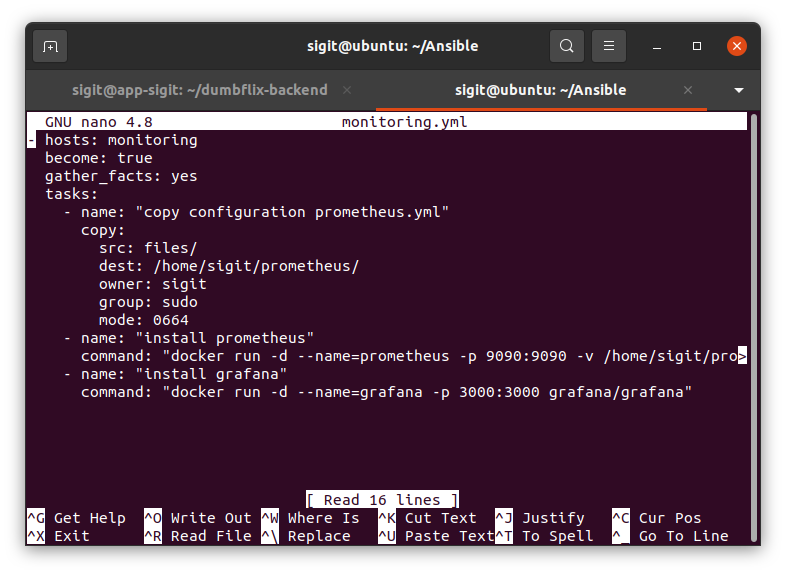 sigit@ubuntu: ~/Ansible
sigit@app-sigit: ~/dumbflix-backend
sigit@ubuntu: ~/Ansible
GNU nano 4.8 monitoring.yml
- hosts: monitoring
become: true
gather_facts: yes
tasks:
- name: "copy configuration prometheus.yml"
copy:
src: files/
dest: /home/sigit/prometheus/
owner: sigit
group: sudo
mode: 0664
- name: "install prometheus"
command: "docker run -d --name=prometheus -p 9090:9090 -v /home/sigit/pro>
- name: "install grafana"
command: "docker run -d --name=grafana -p 3000:3000 grafana/grafana"
[ Read 16 lines ]
^G Get Help ^O Write Out ^W Where Is ^K Cut Text ^J Justify ^C Cur Pos
^X Exit ^R Read File ^\ Replace ^U Paste Text ^T To Spell ^_ Go To Line